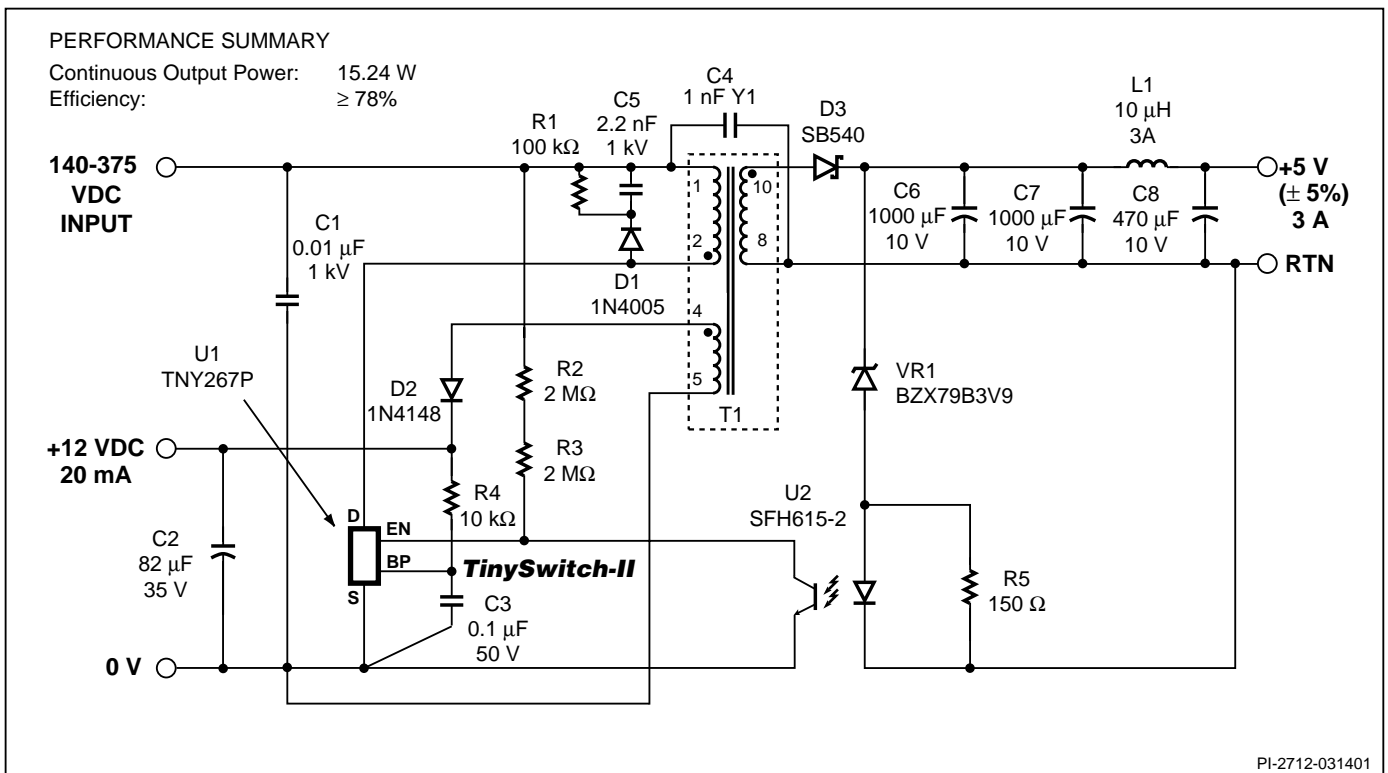 PERFORMANCE SUMMARY
Continuous Output Power: 15.24 W
Efficiency: ≥ 78%
C4
1 nF Y1
C5
2.2 nF
1 kV
R1
100 kΩ
D3
SB540
L1
10 µH
3A
140-375
VDC
INPUT
C1
0.01 µF
1 kV
1
2
10
8
C6
1000 µF
10 V
C7
1000 µF
10 V
C8
470 µF
10 V
+5 V
(± 5%)
3 A
RTN
D1
1N4005
4
5
T1
U1
TNY267P
D2
1N4148
R2
2 MΩ
VR1
BZX79B3V9
+12 VDC
20 mA
R3
2 MΩ
R4
10 kΩ
U2
SFH615-2
D
EN
BP
S
TinySwitch-II
C2
82 µF
35 V
C3
0.1 µF
50 V
R5
150 Ω
0 V
PI-2712-031401